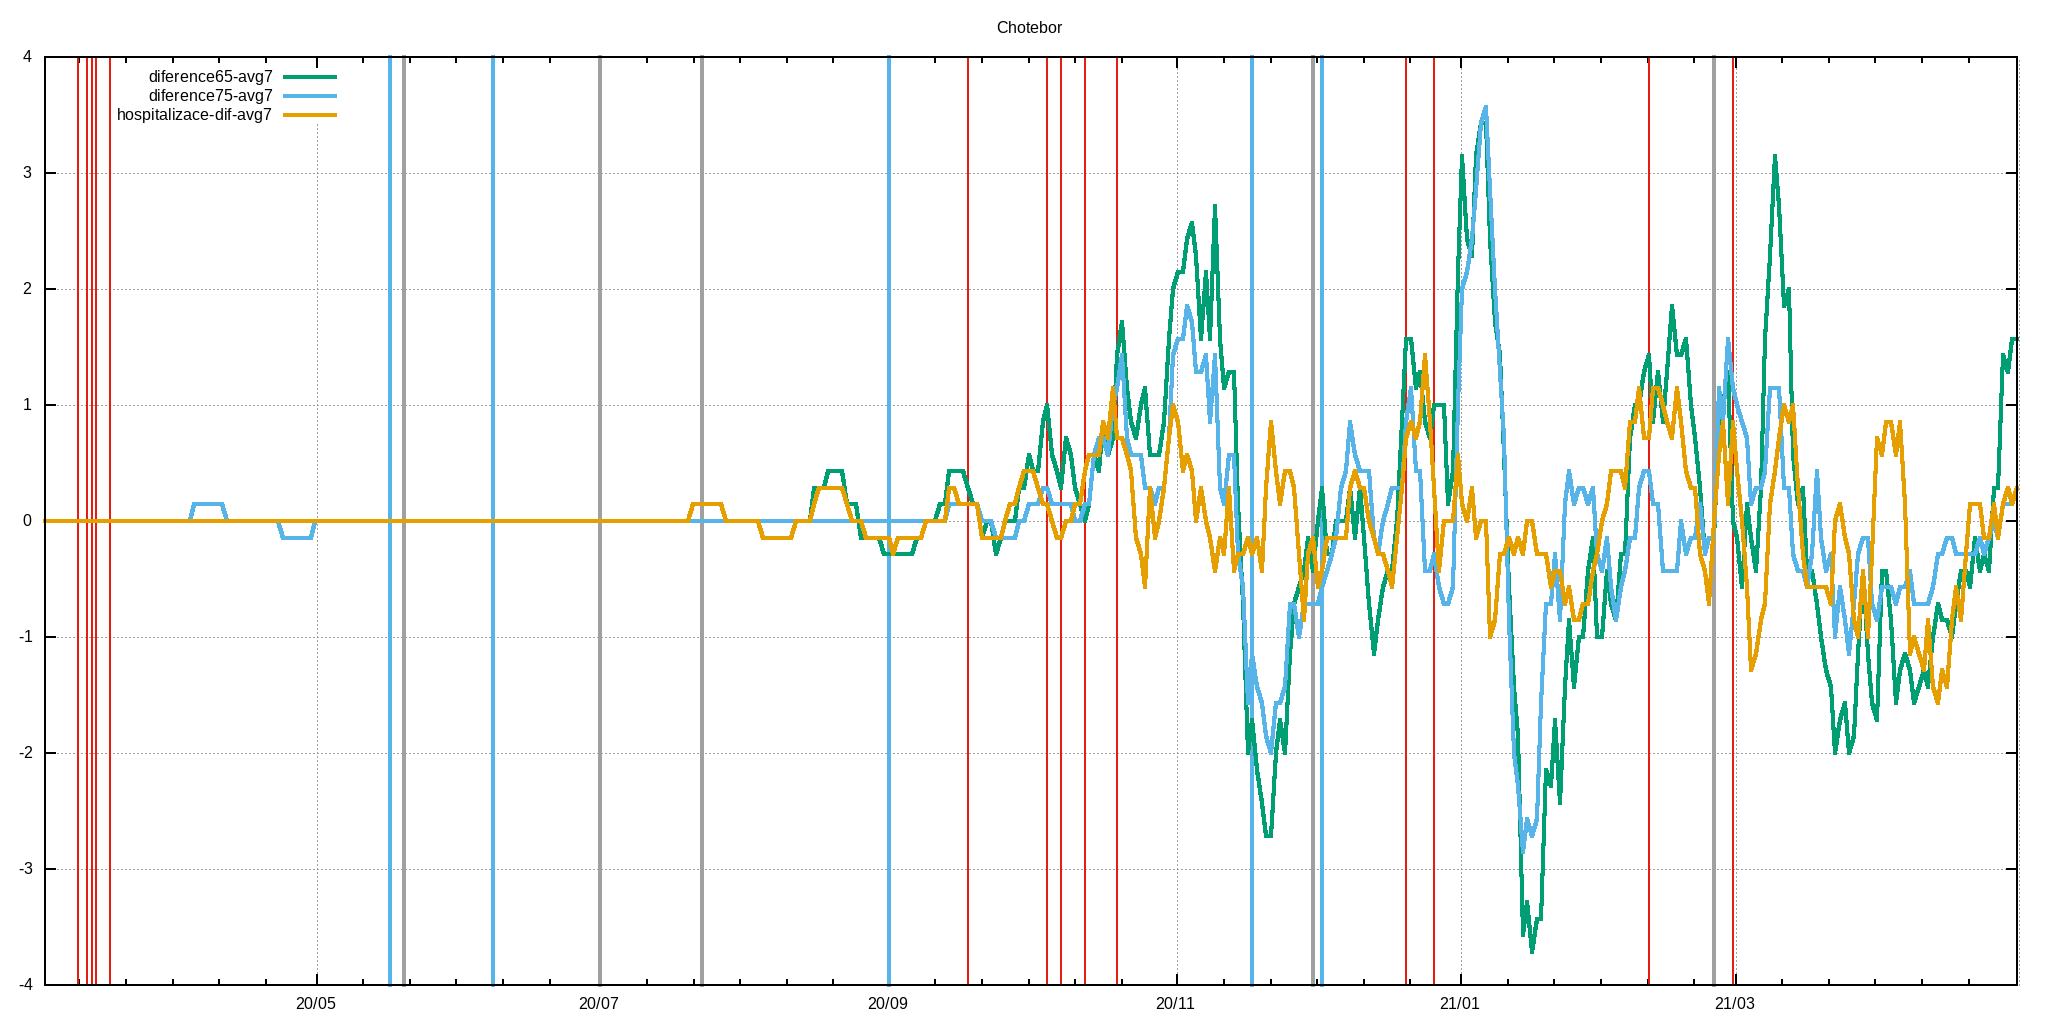 Chotebor
diference65-avg7
diference75-avg7
hospitalizace-dif-avg7
4
3
2
1
0
-1
-2
-3
-4
20/05 20/07 20/09 20/11 21/01 21/03